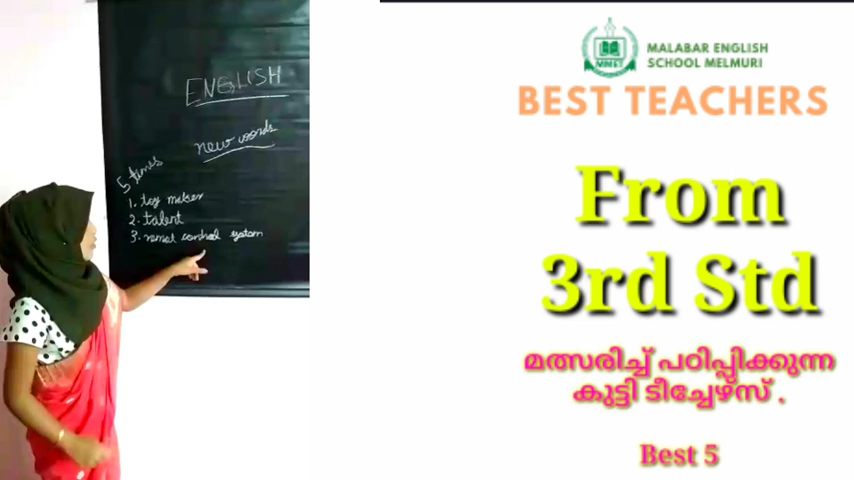 ENGLISH
new words
5 times
1. toy maker
2. talent
3. remot control system
MALABAR ENGLISH
SCHOOL MELMURI
BEST TEACHERS
From
3rd Std
മത്സരിച്ച് പഠിപ്പിക്കുന്ന
കുട്ടി ടീച്ചേഴ്സ് .
Best 5